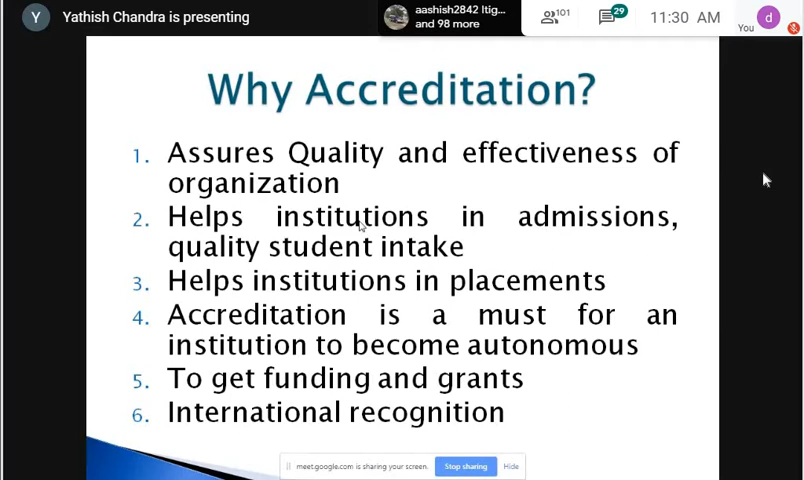 Y Yathish Chandra is presenting
aashish2842 Itig...
and 98 more
101
29
11:30 AM
You
d
Why Accreditation?
1. Assures Quality and effectiveness of
organization
2. Helps institutions in admissions,
quality student intake
3. Helps institutions in placements
4. Accreditation is a must for an
institution to become autonomous
5. To get funding and grants
6. International recognition
meet.google.com is sharing your screen. Stop sharing Hide